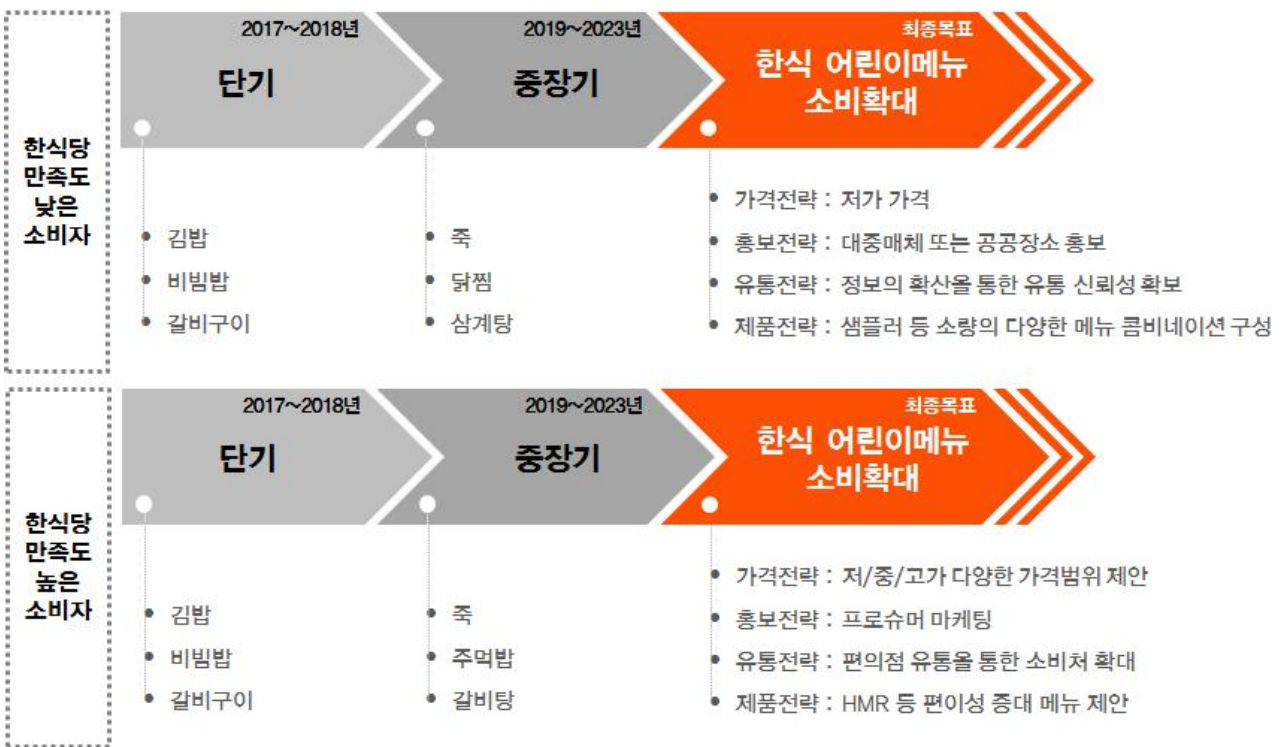 한식당
만족도
낮은
소비자
2017~2018년
단기
2019~2023년
중장기
최종목표
한식 어린이메뉴
소비확대
• 김밥
• 비빔밥
• 갈비구이
• 죽
• 닭찜
• 삼계탕
• 가격전략 : 저가 가격
• 홍보전략 : 대중매체 또는 공공장소 홍보
• 유통전략 : 정보의 확산을 통한 유통 신뢰성 확보
• 제품전략 : 샘플러 등 소량의 다양한 메뉴 콤비네이션 구성
한식당
만족도
높은
소비자
2017~2018년
단기
2019~2023년
중장기
최종목표
한식 어린이메뉴
소비확대
• 김밥
• 비빔밥
• 갈비구이
• 죽
• 주먹밥
• 갈비탕
• 가격전략 : 저/중/고가 다양한 가격범위 제안
• 홍보전략 : 프로슈머 마케팅
• 유통전략 : 편의점 유통을 통한 소비처 확대
• 제품전략 : HMR 등 편이성 증대 메뉴 제안